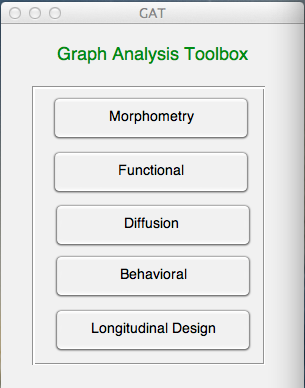 GAT
Graph Analysis Toolbox
Morphometry
Functional
Diffusion
Behavioral
Longitudinal Design